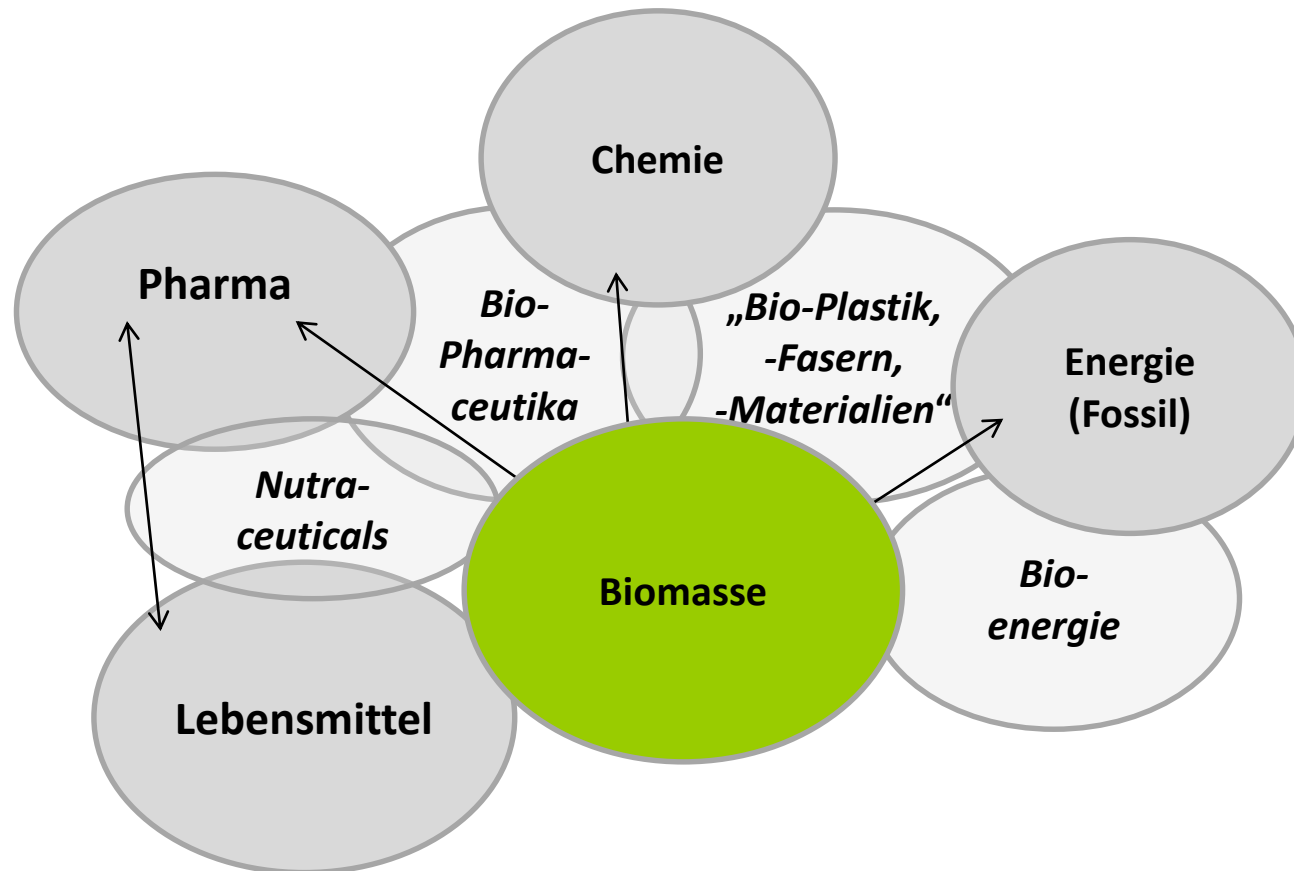 Chemie
Pharma
Bio-
Pharma-
ceutika
„Bio-Plastik,
-Fasern,
-Materialien“
Energie
(Fossil)
Nutra-
ceuticals
Biomasse
Bio-
energie
Lebensmittel